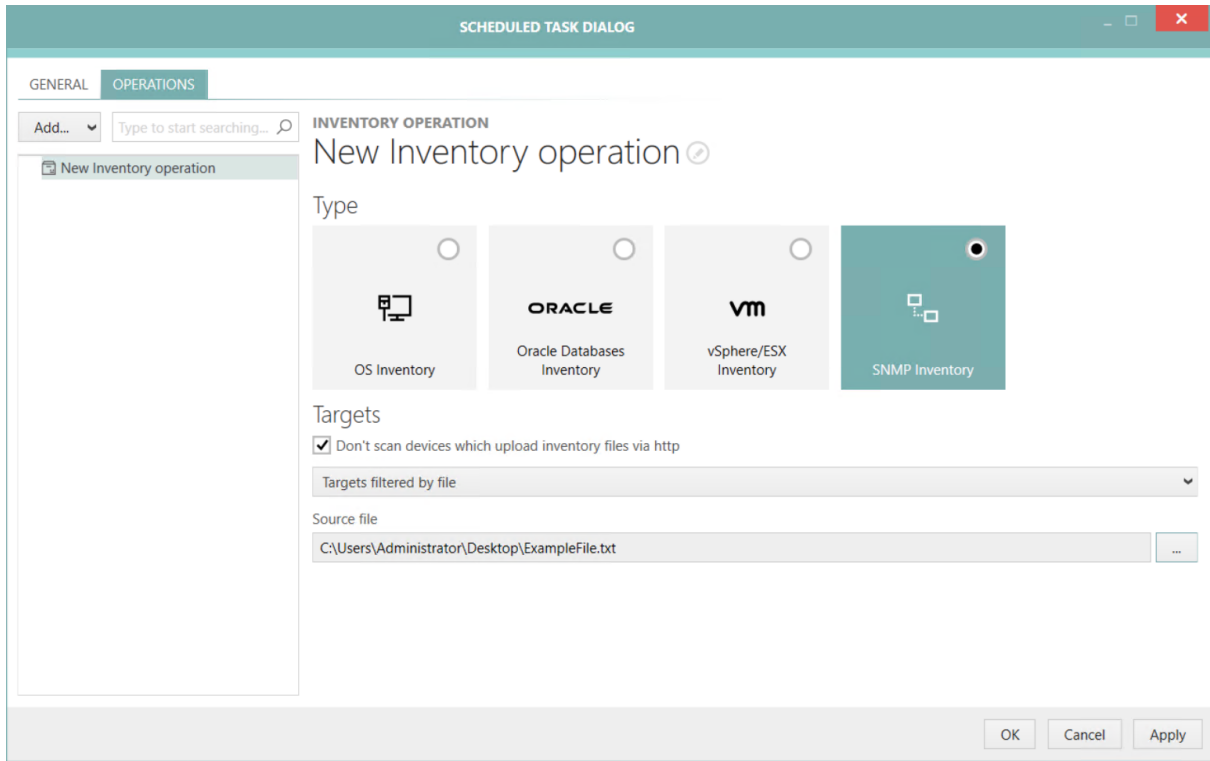 SCHEDULED TASK DIALOG
GENERAL
OPERATIONS
Add...
Type to start searching...
New Inventory operation
INVENTORY OPERATION
New Inventory operation
Type
OS Inventory
ORACLE
Oracle Databases
Inventory
vm
vSphere/ESX
Inventory
SNMP Inventory
Targets
Don't scan devices which upload inventory files via http
Targets filtered by file
Source file
C:\Users\Administrator\Desktop\ExampleFile.txt
...
OK
Cancel
Apply